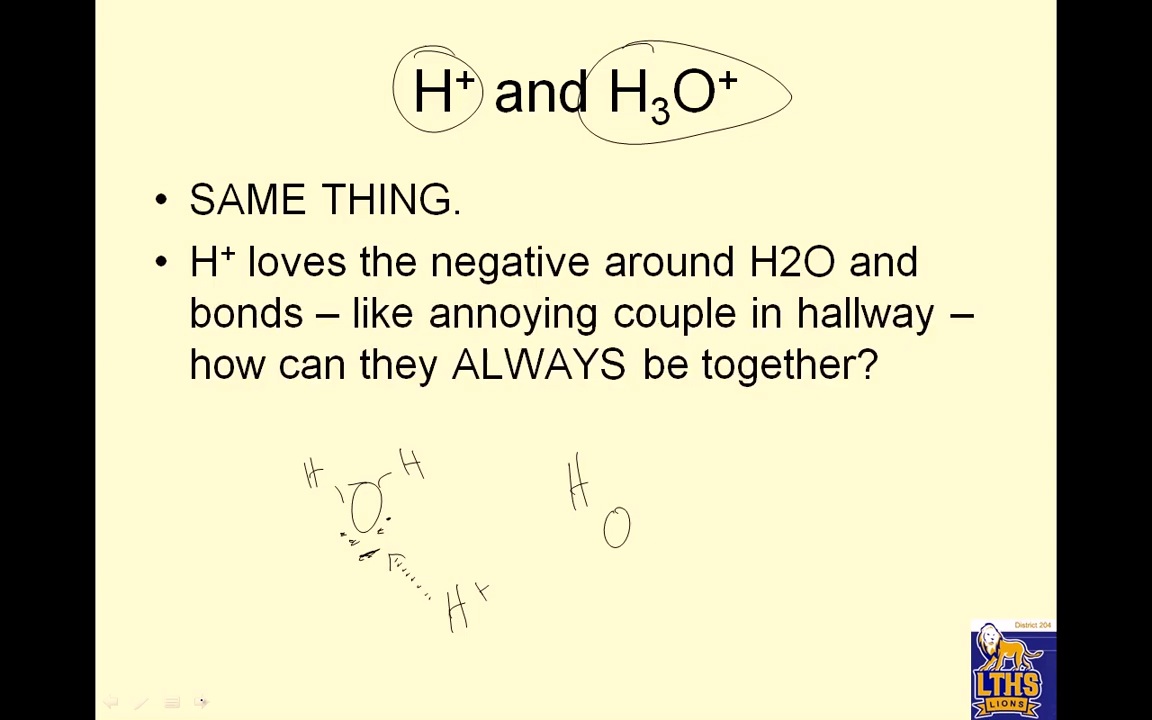 H⁺ and H₃O⁺
• SAME THING.
• H⁺ loves the negative around H2O and
bonds – like annoying couple in hallway –
how can they ALWAYS be together?
H O H
H
O
H +
District 204
LTHS
LIONS